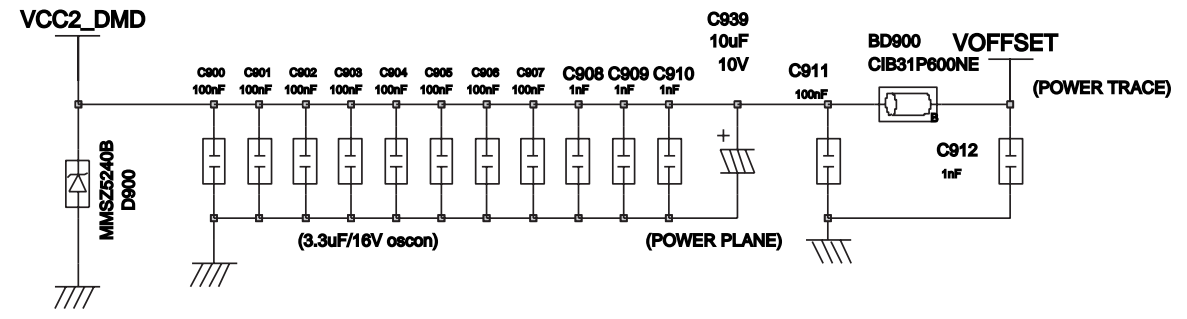 VCC2_DMD
C939
10uF
10V
BD900
CIB31P600NE
VOFFSET
(POWER TRACE)
C900
100nF
C901
100nF
C902
100nF
C903
100nF
C904
100nF
C905
100nF
C906
100nF
C907
100nF
C908
1nF
C909
1nF
C910
1nF
C911
100nF
B
+
C912
1nF
MMSZ5240B
D900
(3.3uF/16V oscon)
(POWER PLANE)